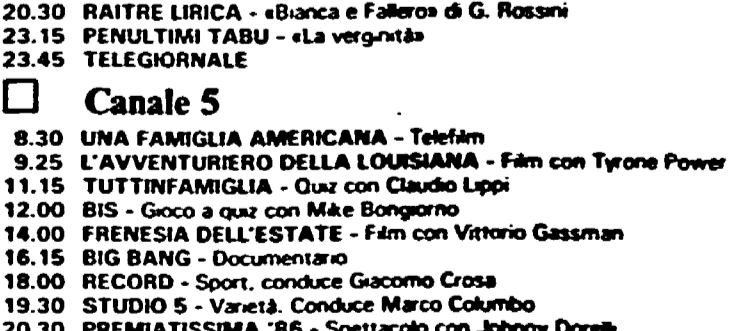 20.30 RAITRE LIRICA - «Bianca e Fallero» di G. Rossini
23.15 PENULTIMI TABU - «La verginità»
23.45 TELEGIORNALE
Canale 5
8.30 UNA FAMIGLIA AMERICANA - Telefilm
9.25 L'AVVENTURIERO DELLA LOUISIANA - Film con Tyrone Power
11.15 TUTTINFAMIGLIA - Quiz con Claudio Lippi
12.00 BIS - Gioco a quiz con Mike Bongiorno
14.00 FRENESIA DELL'ESTATE - Film con Vittorio Gassman
16.15 BIG BANG - Documentario
18.00 RECORD - Sport, conduce Giacomo Crosa
19.30 STUDIO 5 - Varietà. Conduce Marco Columbo
20.30 PREMIATISSIMA '86 - Spettacolo con Johnny Dorelli